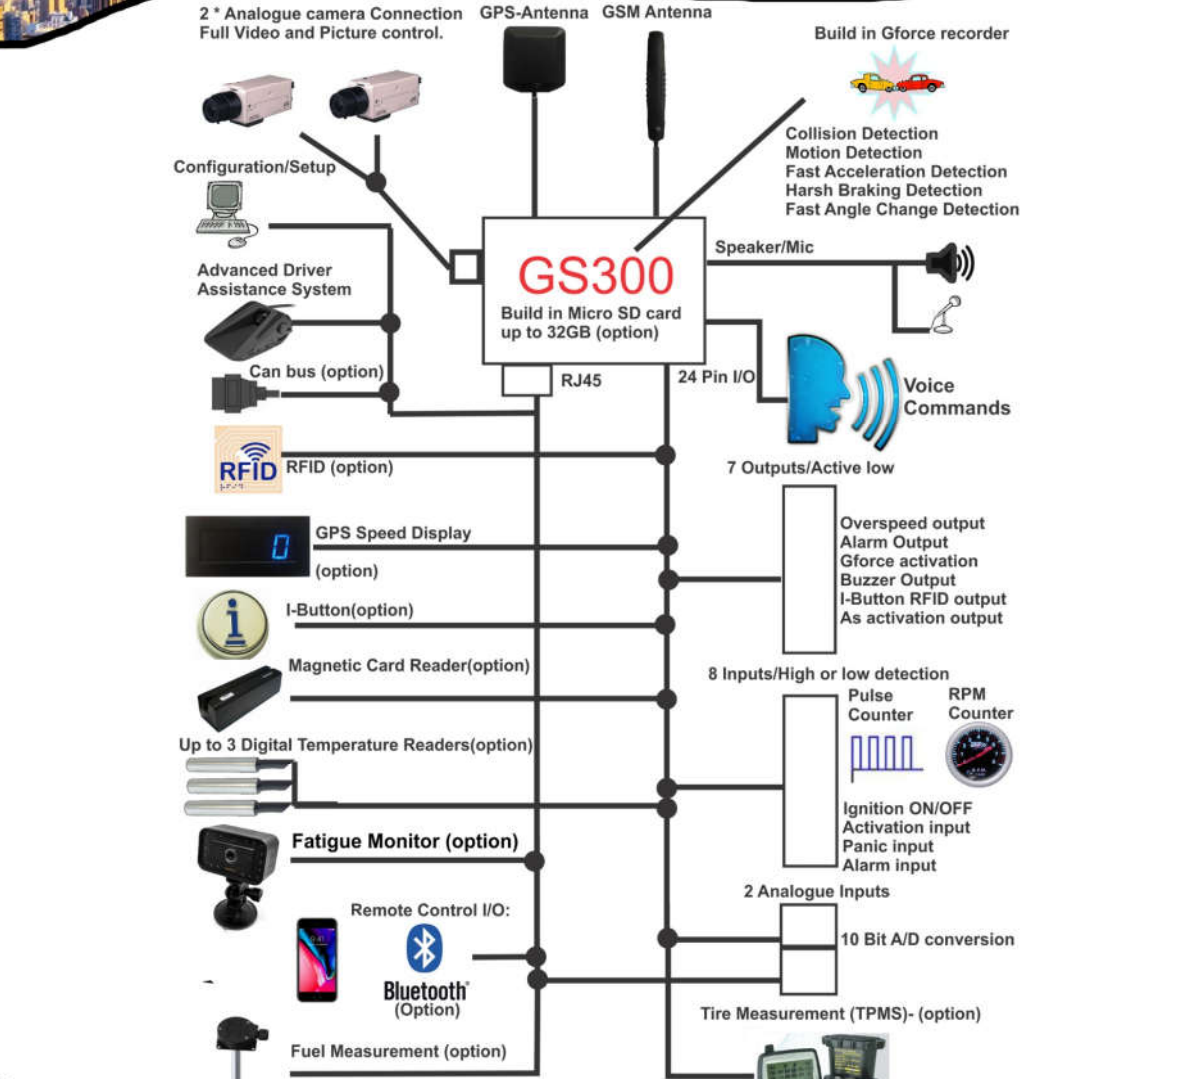 2 * Analogue camera Connection
Full Video and Picture control.
GPS-Antenna
GSM Antenna
Build in Gforce recorder
Collision Detection
Motion Detection
Fast Acceleration Detection
Harsh Braking Detection
Fast Angle Change Detection
Configuration/Setup
Advanced Driver
Assistance System
Can bus (option)
GS300
Build in Micro SD card
up to 32GB (option)
Speaker/Mic
RJ45
24 Pin I/O
Voice
Commands
RFID
RFID (option)
7 Outputs/Active low
Overspeed output
Alarm Output
Gforce activation
Buzzer Output
I-Button RFID output
As activation output
0
GPS Speed Display
(option)
i
I-Button(option)
Magnetic Card Reader(option)
8 Inputs/High or low detection
Pulse
Counter
RPM
Counter
Ignition ON/OFF
Activation input
Panic input
Alarm input
Up to 3 Digital Temperature Readers(option)
Fatigue Monitor (option)
2 Analogue Inputs
10 Bit A/D conversion
Remote Control I/O:
Bluetooth
(Option)
Tire Measurement (TPMS)- (option)
Fuel Measurement (option)